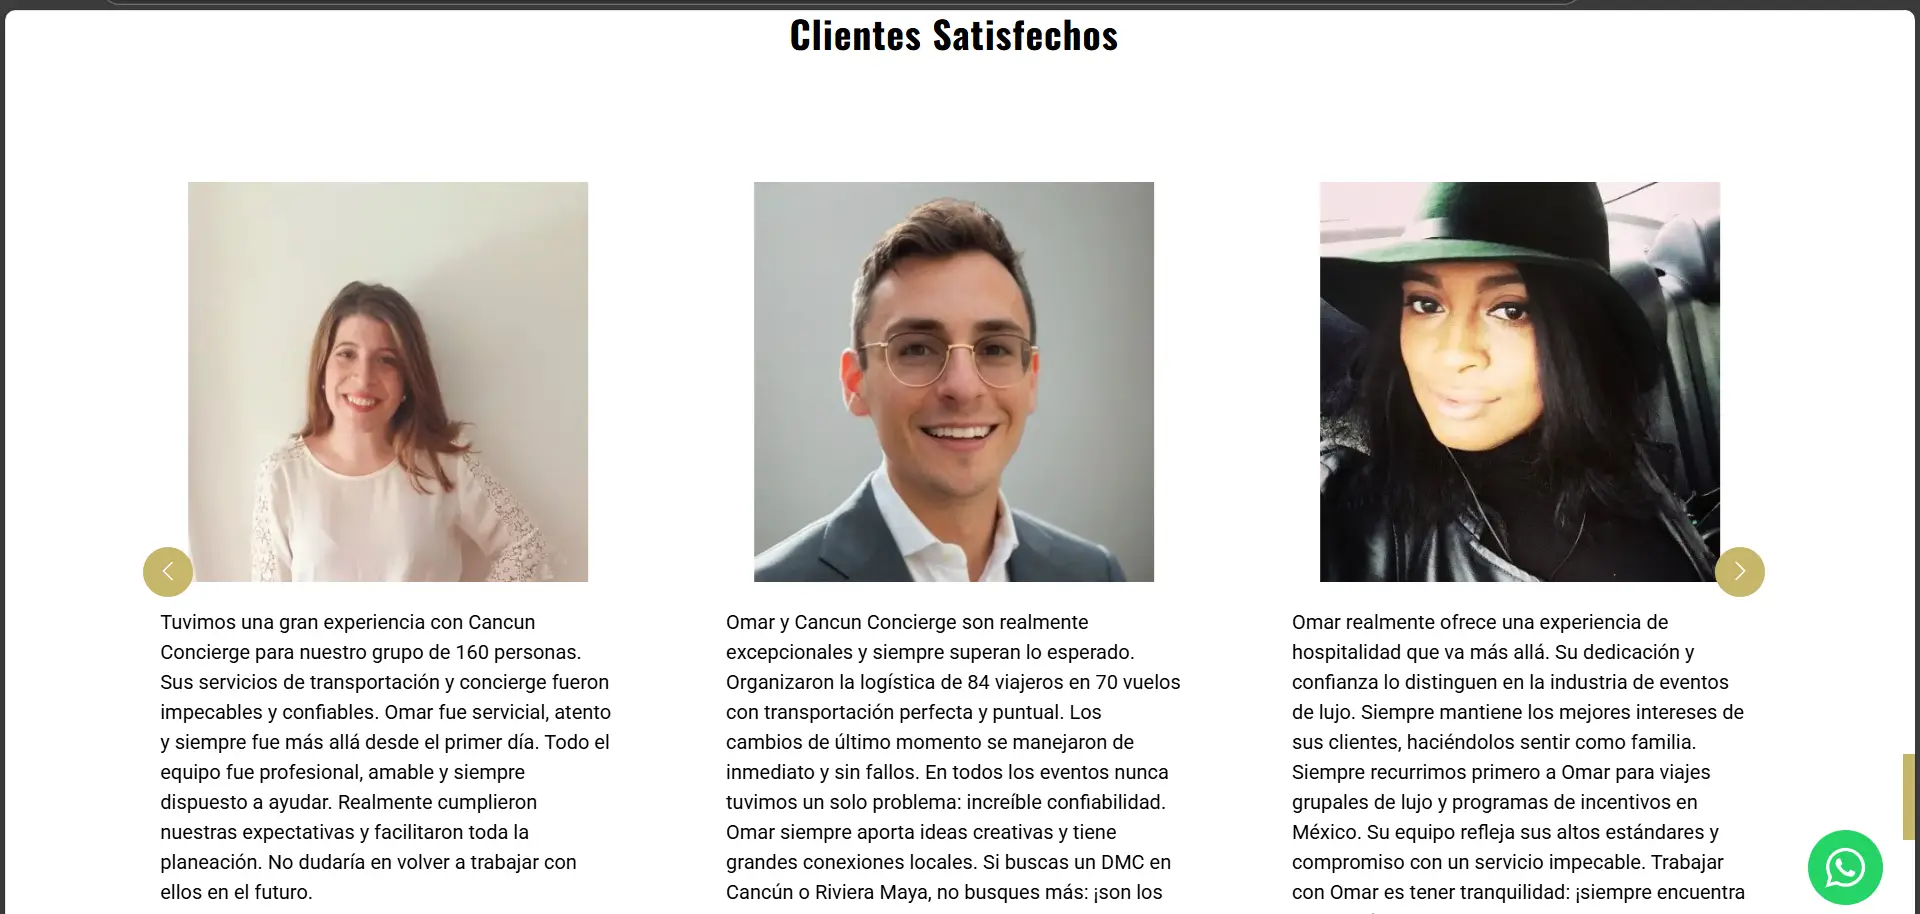 Clientes Satisfechos
Tuvimos una gran experiencia con Cancun
Concierge para nuestro grupo de 160 personas.
Sus servicios de transportación y concierge fueron
impecables y confiables. Omar fue servicial, atento
y siempre fue más allá desde el primer día. Todo el
equipo fue profesional, amable y siempre
dispuesto a ayudar. Realmente cumplieron
nuestras expectativas y facilitaron toda la
planeación. No dudaría en volver a trabajar con
ellos en el futuro.
Omar y Cancun Concierge son realmente
excepcionales y siempre superan lo esperado.
Organizaron la logística de 84 viajeros en 70 vuelos
con transportación perfecta y puntual. Los
cambios de último momento se manejaron de
inmediato y sin fallos. En todos los eventos nunca
tuvimos un solo problema: increíble confiabilidad.
Omar siempre aporta ideas creativas y tiene
grandes conexiones locales. Si buscas un DMC en
Cancún o Riviera Maya, no busques más: ¡son los
Omar realmente ofrece una experiencia de
hospitalidad que va más allá. Su dedicación y
confianza lo distinguen en la industria de eventos
de lujo. Siempre mantiene los mejores intereses de
sus clientes, haciéndolos sentir como familia.
Siempre recurrimos primero a Omar para viajes
grupales de lujo y programas de incentivos en
México. Su equipo refleja sus altos estándares y
compromiso con un servicio impecable. Trabajar
con Omar es tener tranquilidad: ¡siempre encuentra